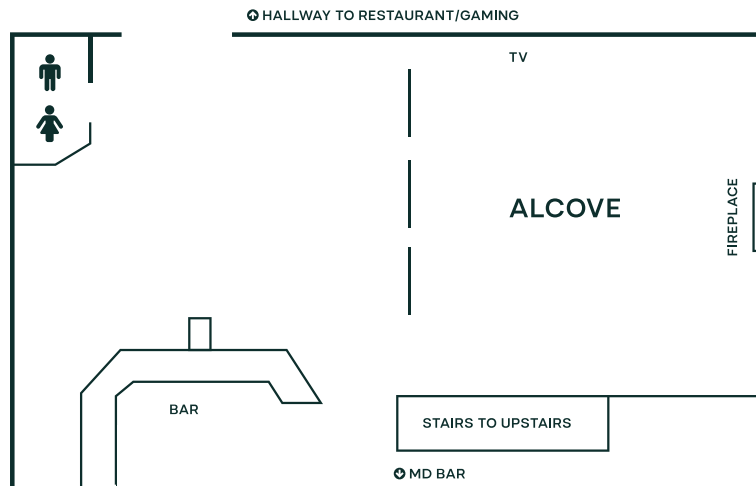 HALLWAY TO RESTAURANT/GAMING
TV
ALCOVE
FIREPLACE
BAR
STAIRS TO UPSTAIRS
MD BAR